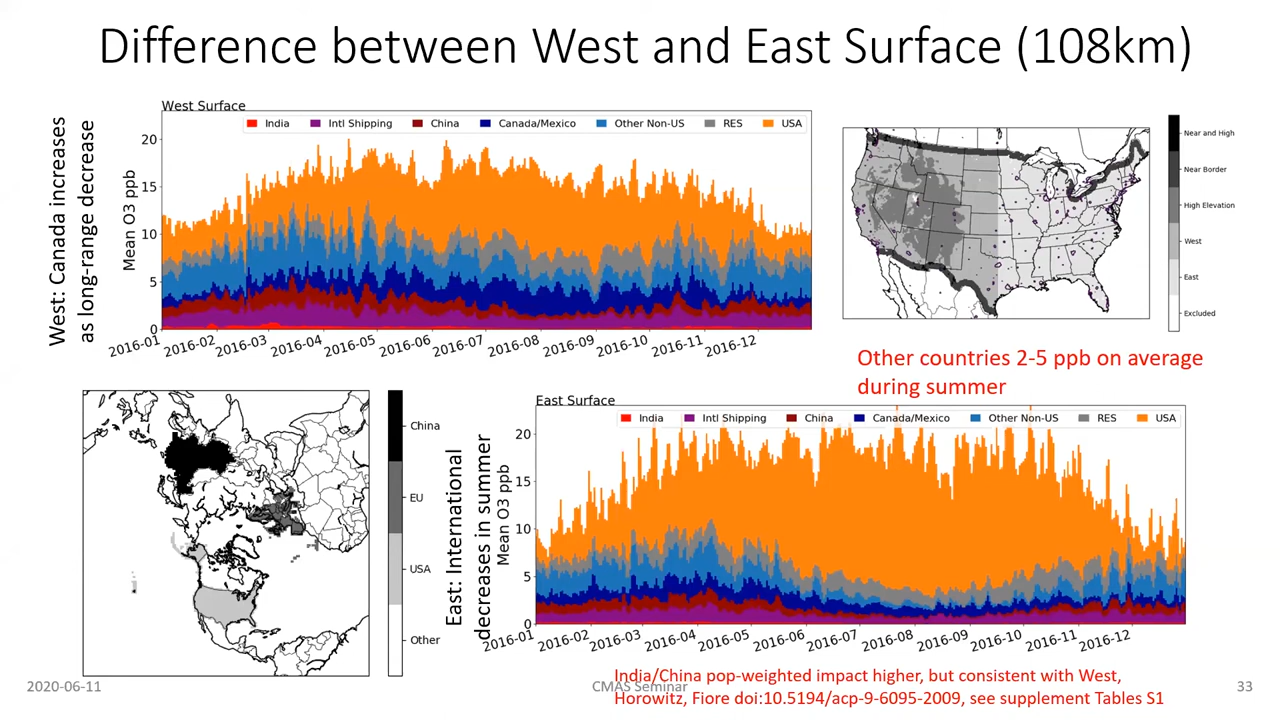 Difference between West and East Surface (108km)
West: Canada increases
as long-range decrease
West Surface
India Intl Shipping China Canada/Mexico Other Non-US RES USA
Mean O3 ppb
20
15
10
5
0
2016-01 2016-02 2016-03 2016-04 2016-05 2016-06 2016-07 2016-08 2016-09 2016-10 2016-11 2016-12
Near and High
Near Border
High Elevation
West
East
Excluded
Other countries 2-5 ppb on average
during summer
China
EU
USA
Other
East: International
decreases in summer
East Surface
India Intl Shipping China Canada/Mexico Other Non-US RES USA
Mean O3 ppb
20
15
10
5
0
2016-01 2016-02 2016-03 2016-04 2016-05 2016-06 2016-07 2016-08 2016-09 2016-10 2016-11 2016-12
India/China pop-weighted impact higher, but consistent with West,
Horowitz, Fiore doi:10.5194/acp-9-6095-2009, see supplement Tables S1
2020-06-11
CMAS Seminar
33